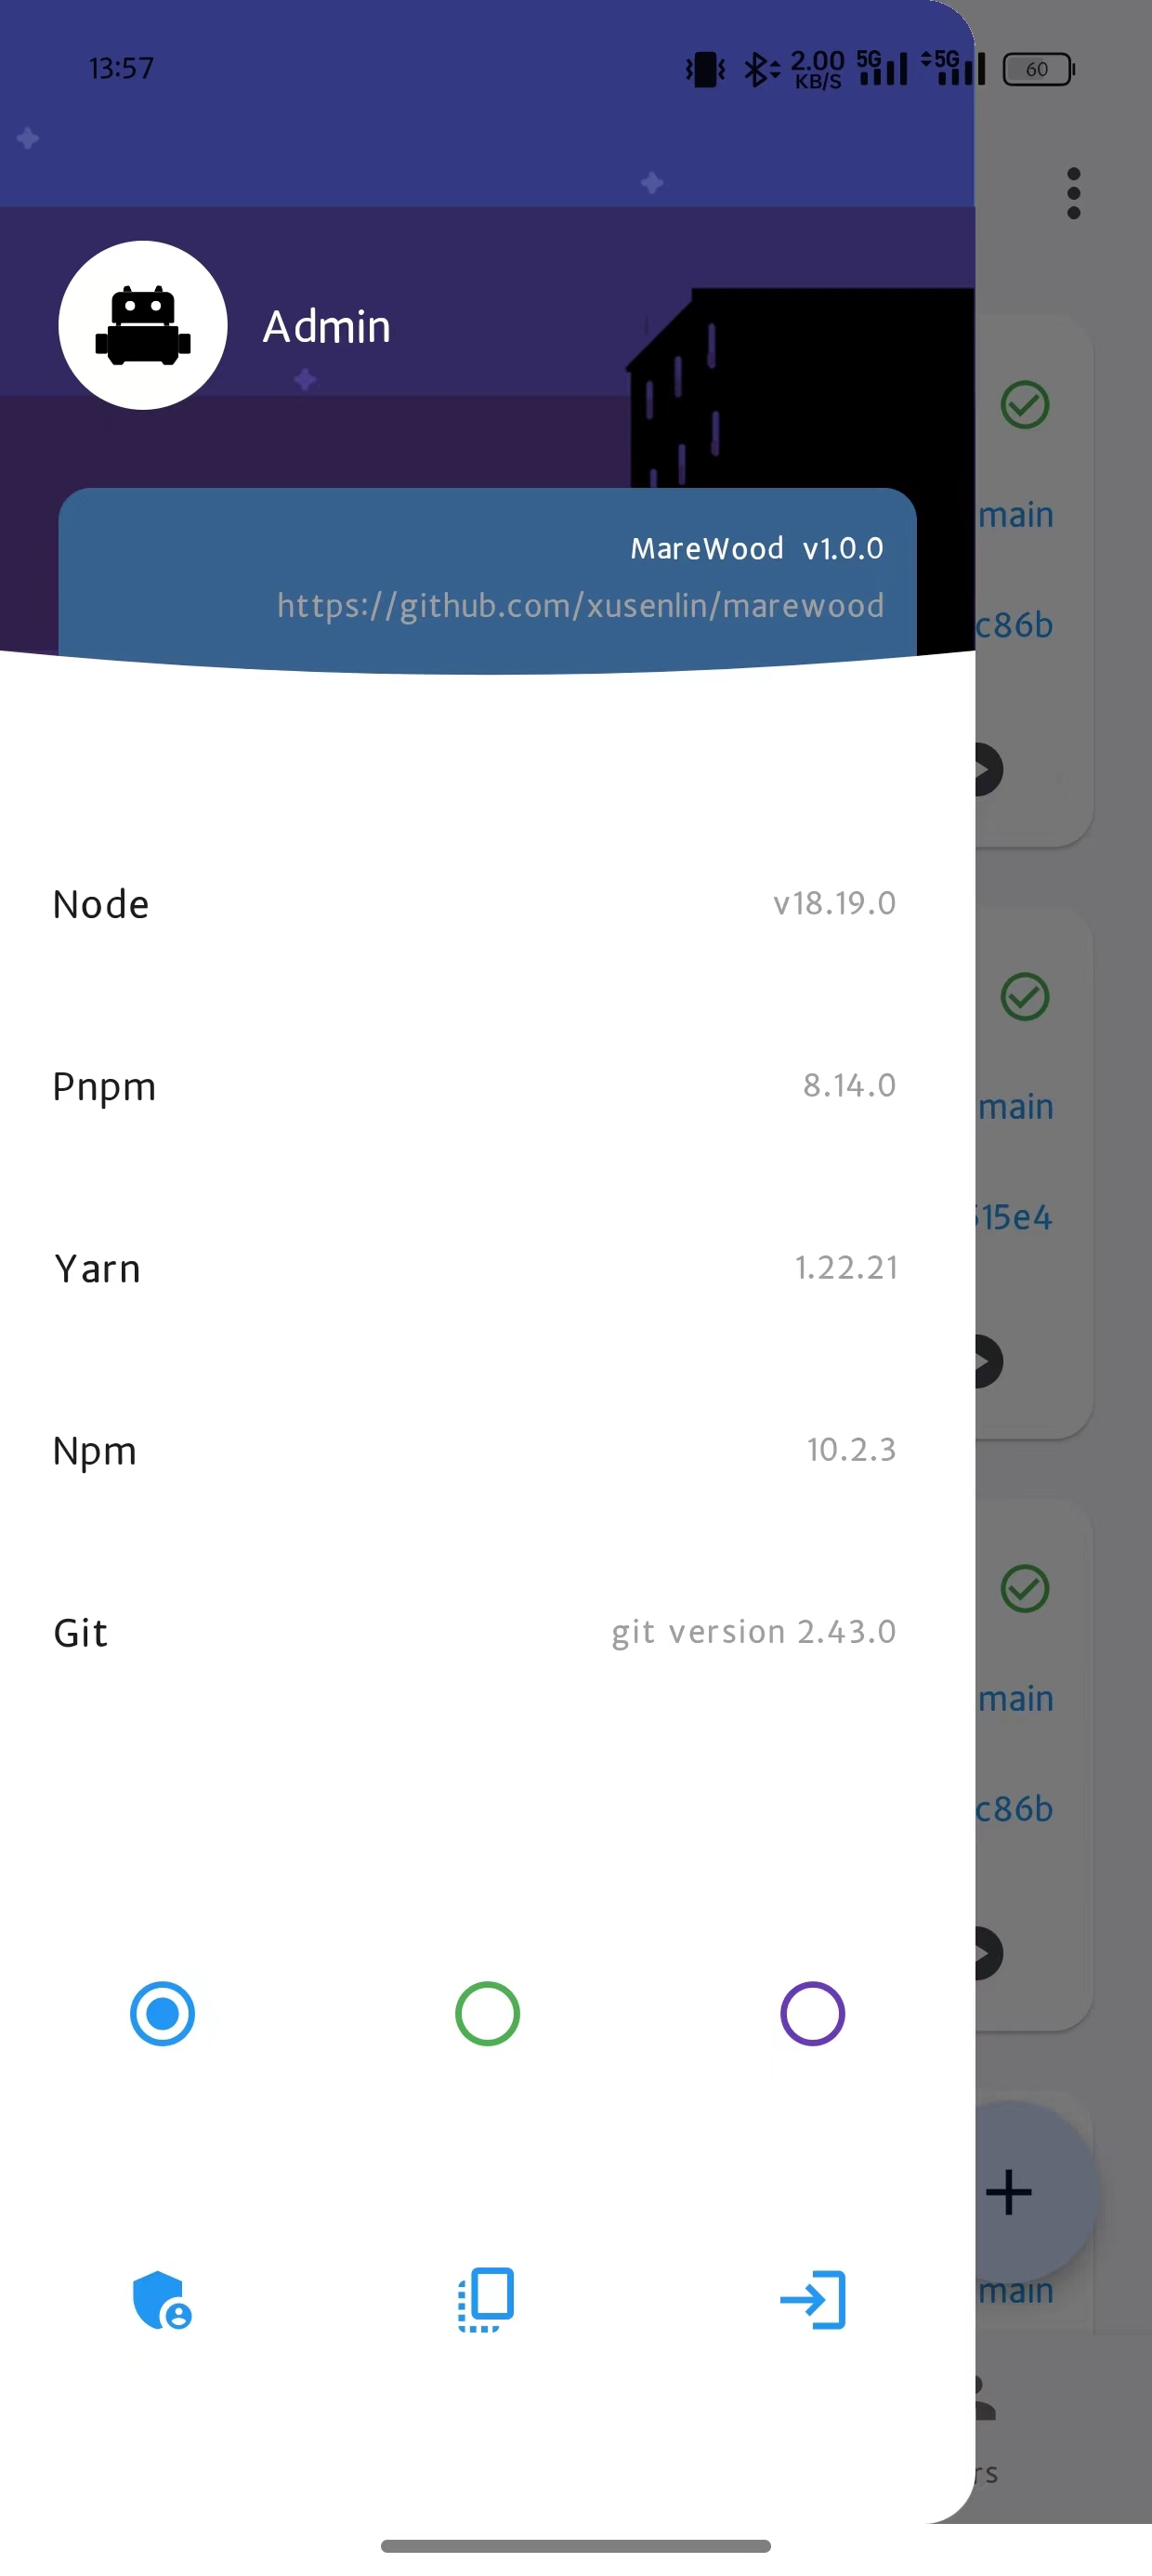 13:57 2.00 KB/S 5G 5G 60
Admin
MareWood v1.0.0
https://github.com/xusenlin/marewood
main
c86b
Node v18.19.0
Pnpm 8.14.0
main
15e4
Yarn 1.22.21
Npm 10.2.3
Git git version 2.43.0
main
c86b
main
rs